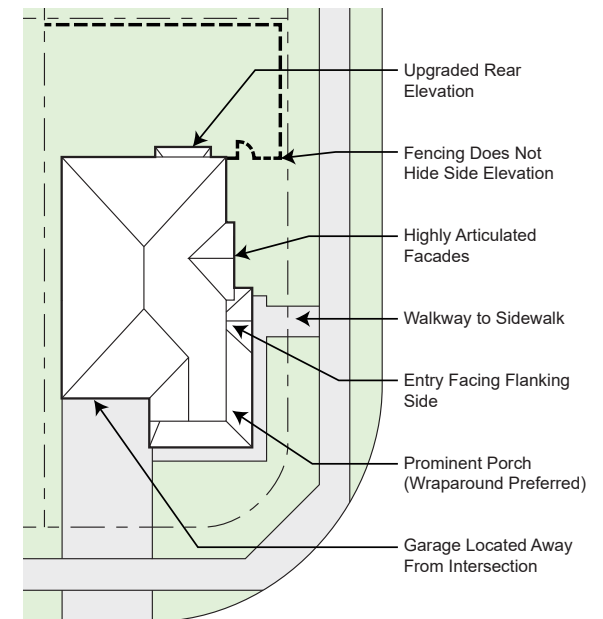 Upgraded Rear
Elevation
Fencing Does Not
Hide Side Elevation
Highly Articulated
Facades
Walkway to Sidewalk
Entry Facing Flanking
Side
Prominent Porch
(Wraparound Preferred)
Garage Located Away
From Intersection